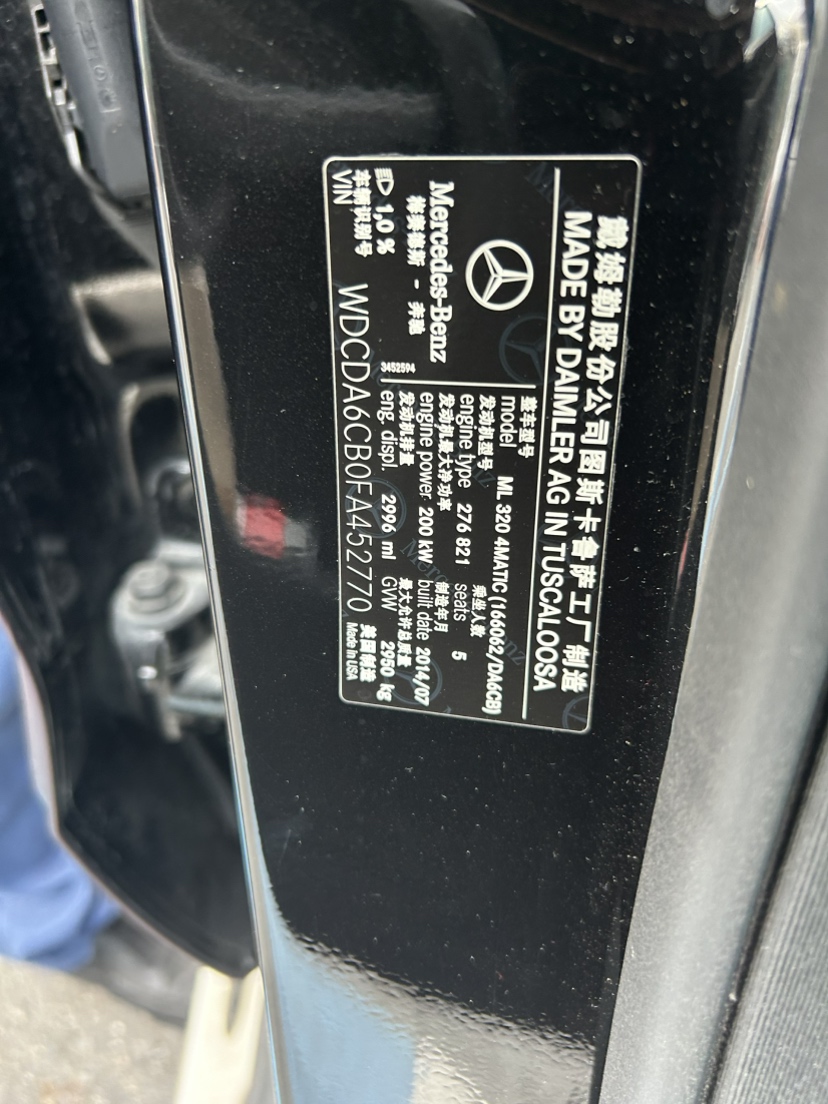 戴姆勒股份公司图斯卡鲁萨工厂制造
MADE BY DAIMLER AG IN TUSCALOOSA
Mercedes-Benz
梅赛德斯 - 奔驰
1,0 %
3452594
整车型号
model ML 320 4MATIC (166062/DA6CB)
发动机型号 乘坐人数
engine type 276 821 seats 5
发动机最大净功率 制造年月
engine power 200 kW built date 2014/07
发动机排量 最大允许总质量
eng. displ. 2996 ml GVW 2950 kg
车辆识别号 美国制造
VIN WDCDA6CB0FA452770 Made in USA